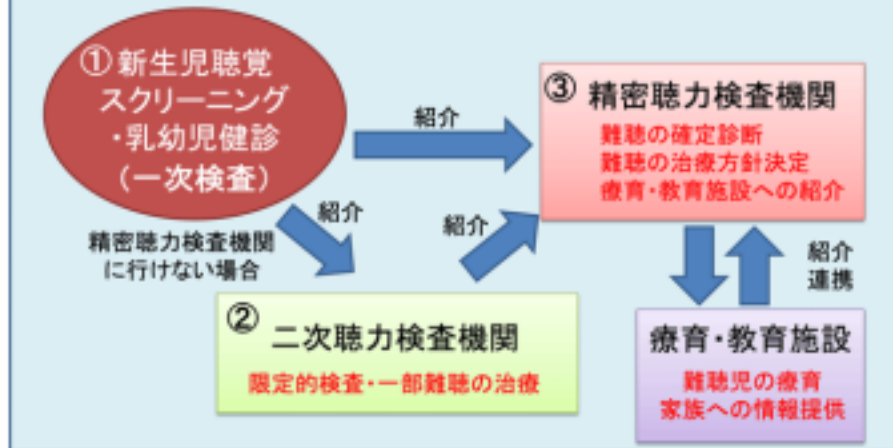 ①新生児聴覚
スクリーニング
・乳幼児健診
（一次検査）
紹介
③ 精密聴力検査機関
難聴の確定診断
難聴の治療方針決定
療育・教育施設への紹介
紹介
紹介
精密聴力検査機関
に行けない場合
② 二次聴力検査機関
限定的検査・一部難聴の治療
紹介
連携
療育・教育施設
難聴児の療育
家族への情報提供